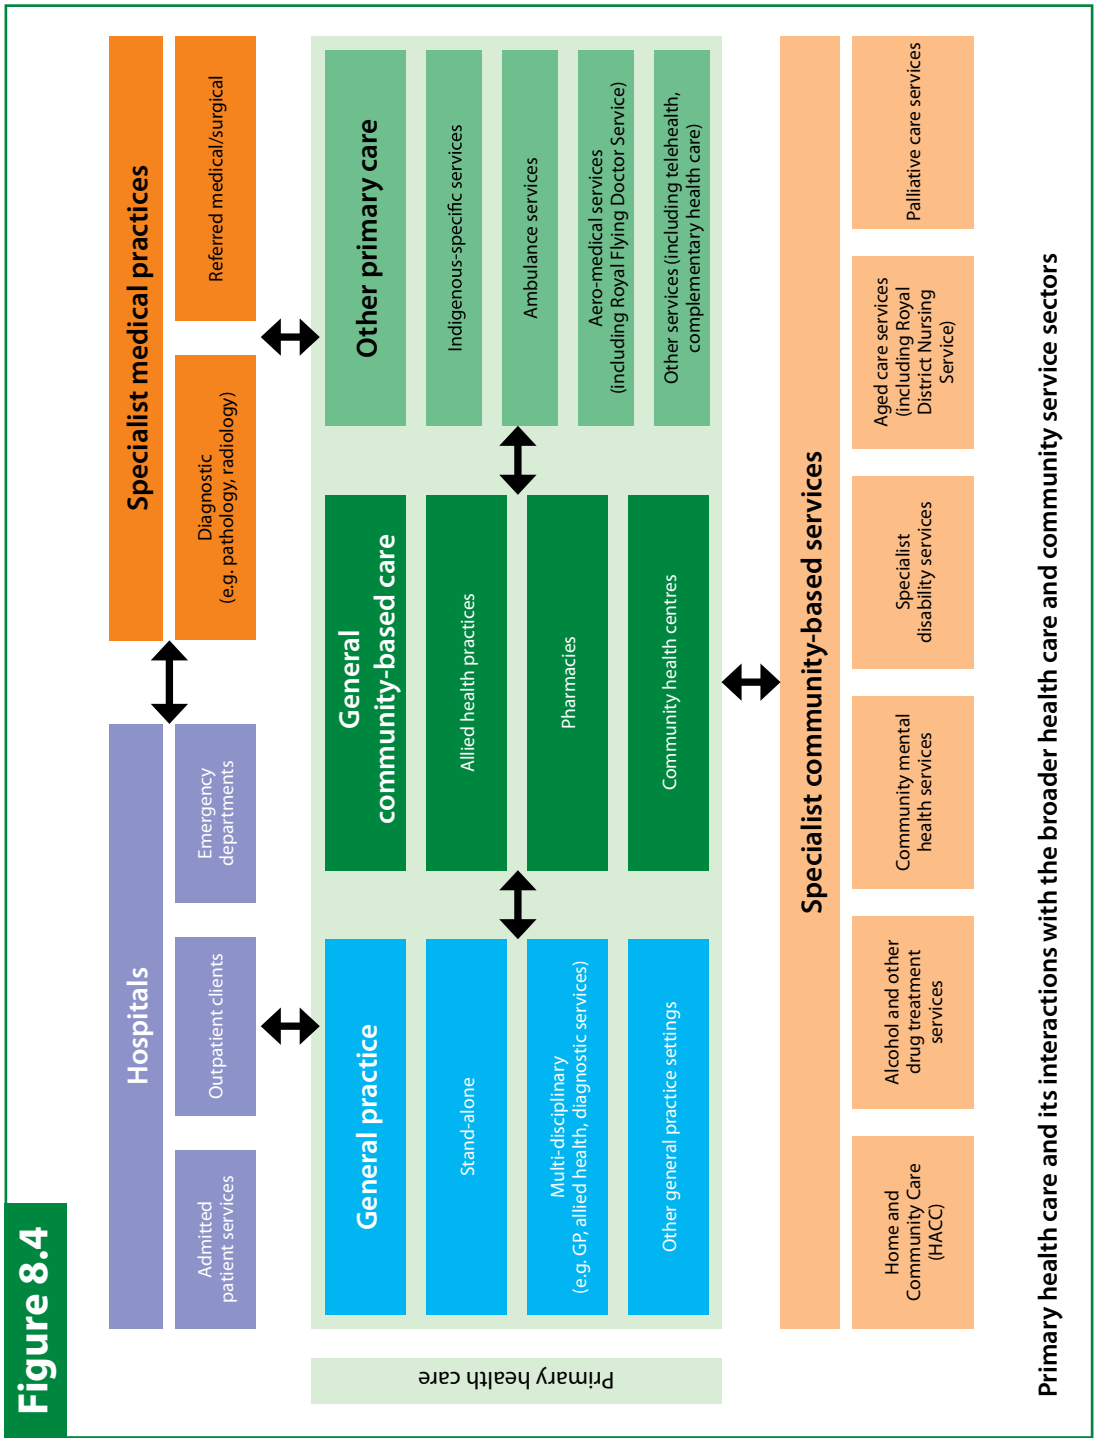 Figure 8.4
Hospitals
Admitted
patient services
Outpatient clients
Emergency
departments
Specialist medical practices
Diagnostic
(e.g. pathology, radiology)
Referred medical/surgical
Primary health care
General practice
Stand-alone
Multi-disciplinary
(e.g. GP, allied health, diagnostic services)
Other general practice settings
General
community-based care
Allied health practices
Pharmacies
Community health centres
Other primary care
Indigenous-specific services
Ambulance services
Aero-medical services
(including Royal Flying Doctor Service)
Other services (including telehealth,
complementary health care)
Specialist community-based services
Home and
Community Care
(HACC)
Alcohol and other
drug treatment
services
Community mental
health services
Specialist
disability services
Aged care services
(including Royal
District Nursing
Service)
Palliative care services
Primary health care and its interactions with the broader health care and community service sectors